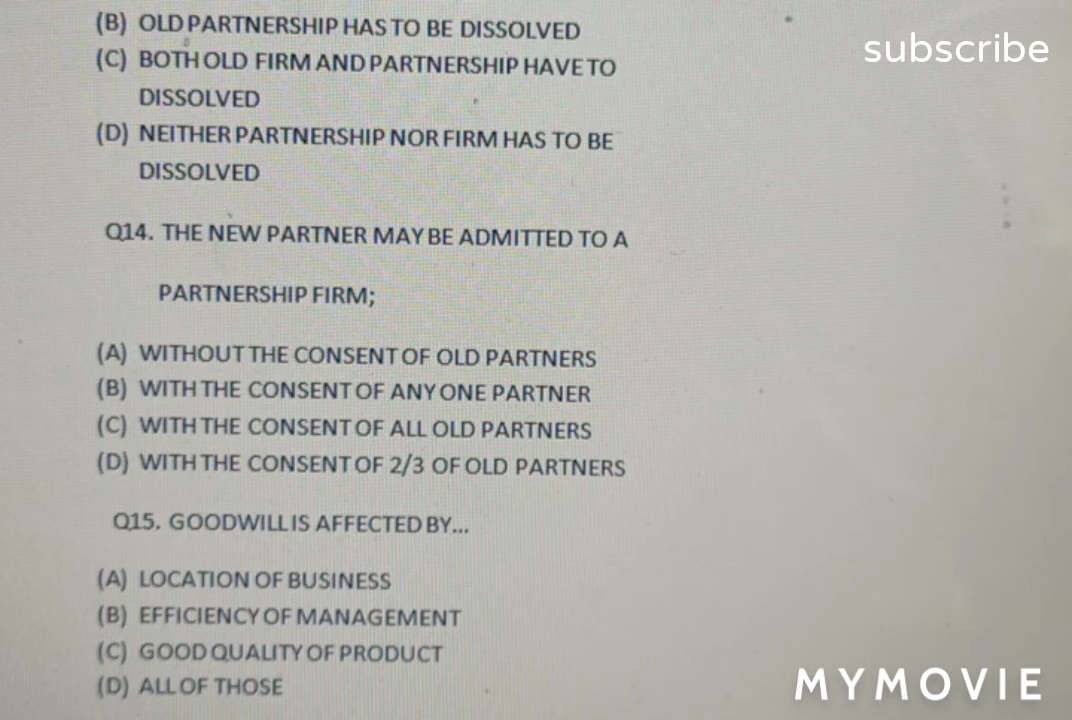 (B) OLD PARTNERSHIP HAS TO BE DISSOLVED
subscribe
(C) BOTH OLD FIRM AND PARTNERSHIP HAVE TO
DISSOLVED
(D) NEITHER PARTNERSHIP NOR FIRM HAS TO BE
DISSOLVED
Q14. THE NEW PARTNER MAY BE ADMITTED TO A
PARTNERSHIP FIRM;
(A) WITHOUT THE CONSENT OF OLD PARTNERS
(B) WITH THE CONSENT OF ANY ONE PARTNER
(C) WITH THE CONSENT OF ALL OLD PARTNERS
(D) WITH THE CONSENT OF 2/3 OF OLD PARTNERS
Q15. GOODWILL IS AFFECTED BY...
(A) LOCATION OF BUSINESS
(B) EFFICIENCY OF MANAGEMENT
(C) GOOD QUALITY OF PRODUCT
(D) ALL OF THOSE
MYMOVIE